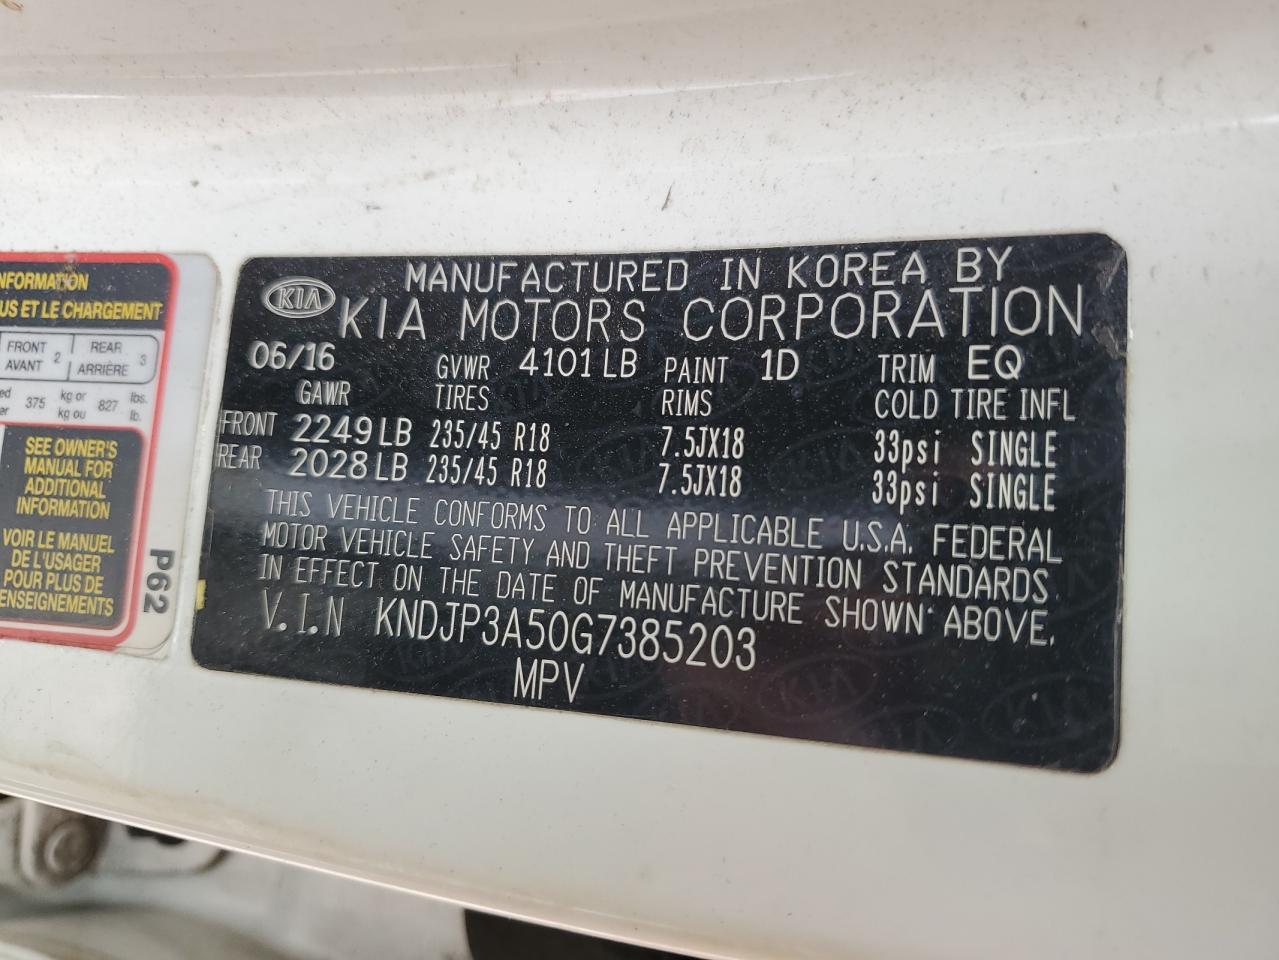 NFORMATION
US ET LE CHARGEMENT
FRONT AVANT 2 REAR ARRIÈRE 3
375 kg or kg ou 827 lbs. lb.
SEE OWNER'S
MANUAL FOR
ADDITIONAL
INFORMATION
VOIR LE MANUEL
DE L'USAGER
POUR PLUS DE
ENSEIGNEMENTS
P62
KIA
MANUFACTURED IN KOREA BY
KIA MOTORS CORPORATION
06/16 GVWR 4101 LB PAINT 1D TRIM EQ
GAWR TIRES RIMS COLD TIRE INFL
FRONT 2249 LB 235/45 R18 7.5JX18 33psi SINGLE
REAR 2028 LB 235/45 R18 7.5JX18 33psi SINGLE
THIS VEHICLE CONFORMS TO ALL APPLICABLE U.S.A. FEDERAL
MOTOR VEHICLE SAFETY AND THEFT PREVENTION STANDARDS
IN EFFECT ON THE DATE OF MANUFACTURE SHOWN ABOVE.
V.I.N KNDJP3A50G7385203
MPV